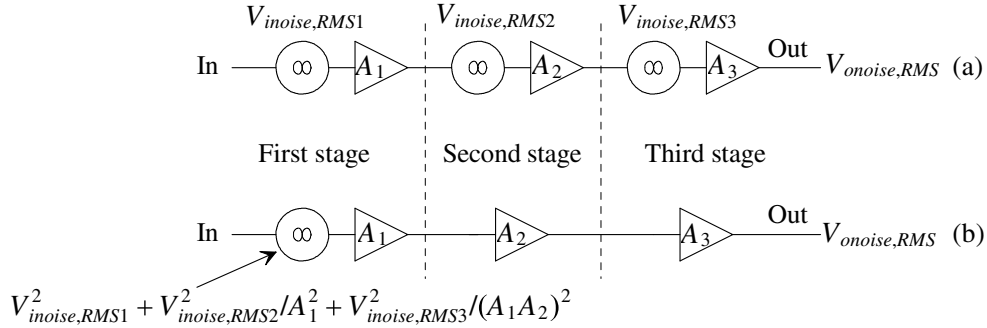 V_{inoise,RMS1} V_{inoise,RMS2} V_{inoise,RMS3}
In ∞ A_1 ∞ A_2 ∞ A_3 Out V_{onoise,RMS} (a)
First stage Second stage Third stage
In ∞ A_1 A_2 A_3 Out V_{onoise,RMS} (b)
V^2_{inoise,RMS1} + V^2_{inoise,RMS2}/A_1^2 + V^2_{inoise,RMS3}/(A_1A_2)^2